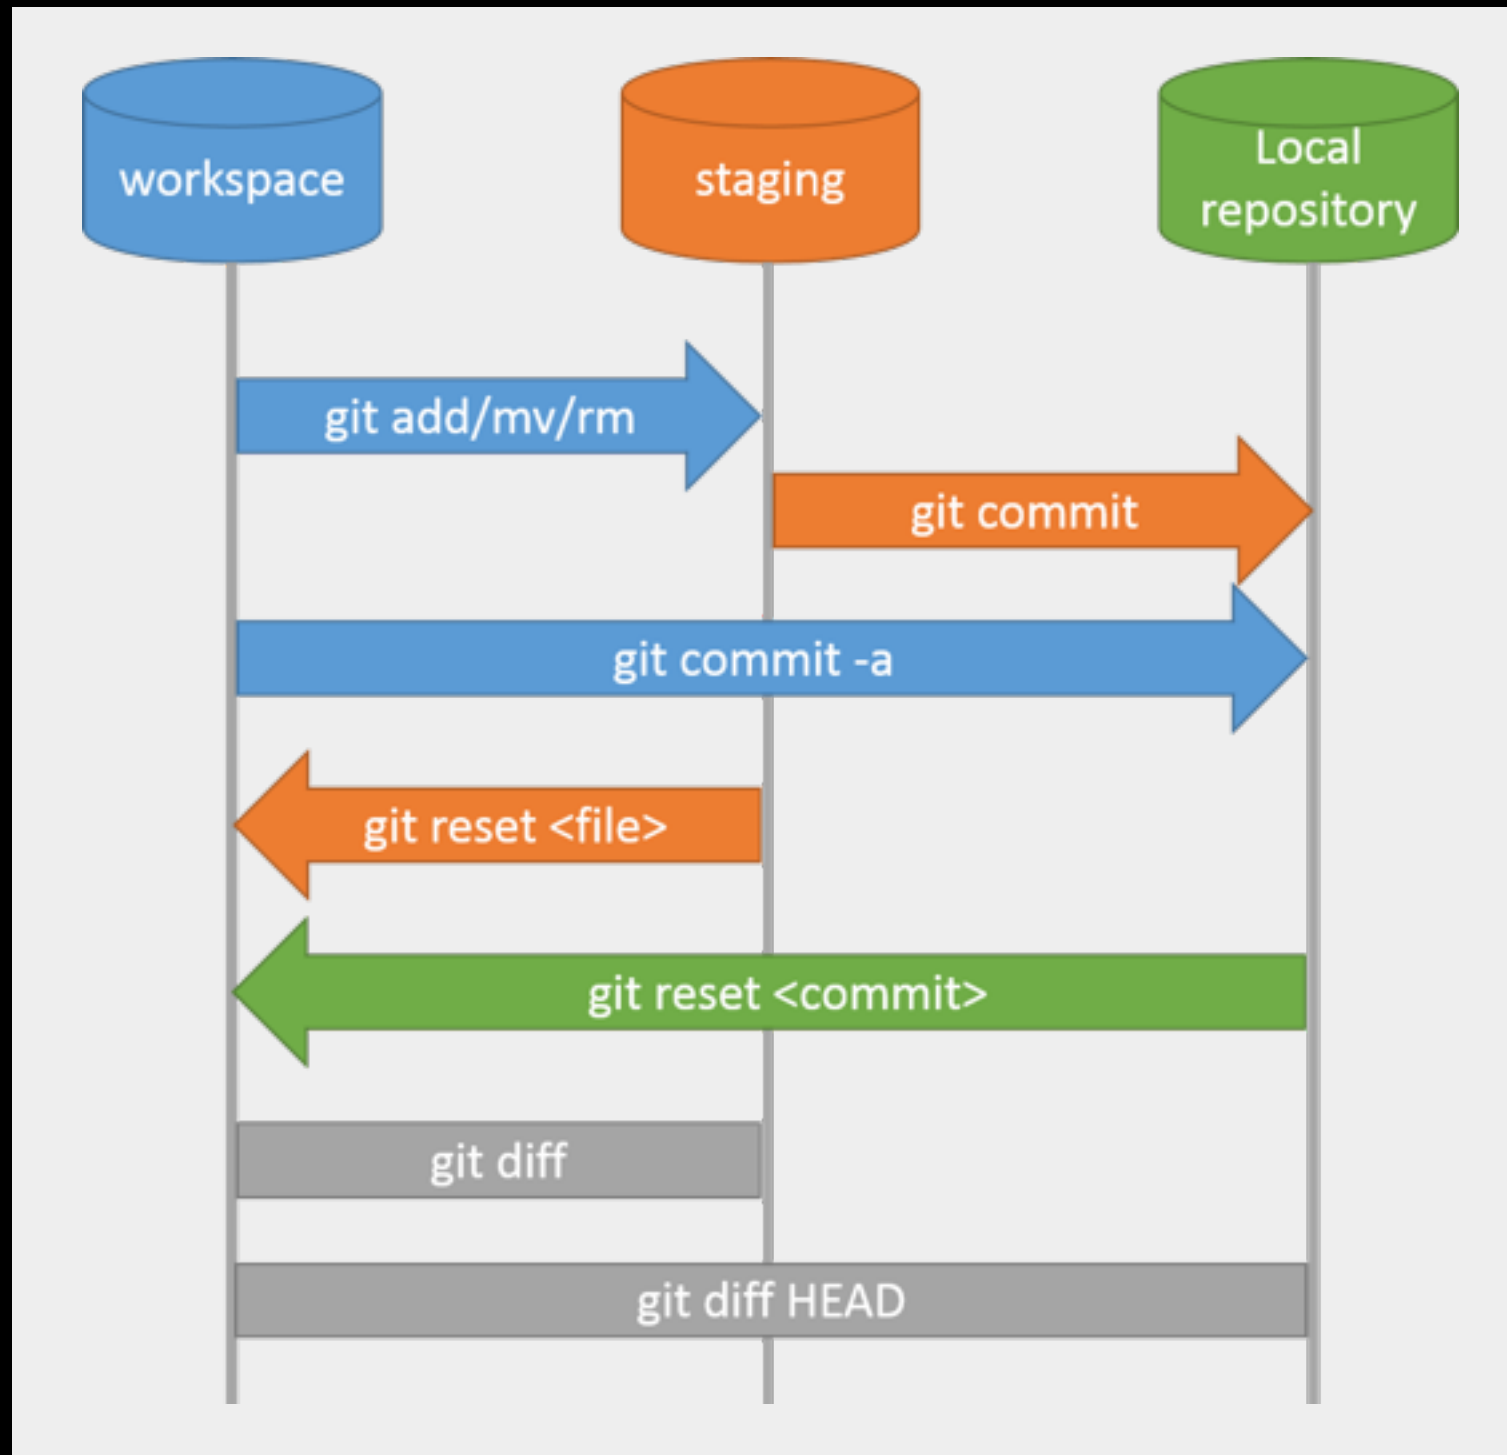 workspace
staging
Local
repository
git add/mv/rm
git commit
git commit -a
git reset <file>
git reset <commit>
git diff
git diff HEAD